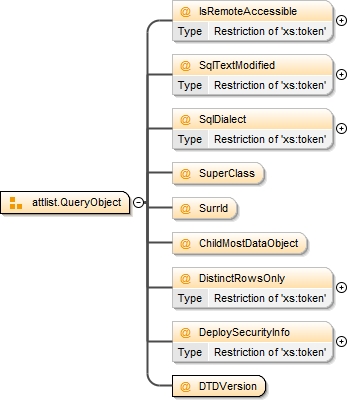 @ IsRemoteAccessible
Type Restriction of 'xs:token'
@ SqlTextModified
Type Restriction of 'xs:token'
@ SqlDialect
Type Restriction of 'xs:token'
@ SuperClass
attlist.QueryObject
@ SurrId
@ ChildMostDataObject
@ DistinctRowsOnly
Type Restriction of 'xs:token'
@ DeploySecurityInfo
Type Restriction of 'xs:token'
@ DTDVersion